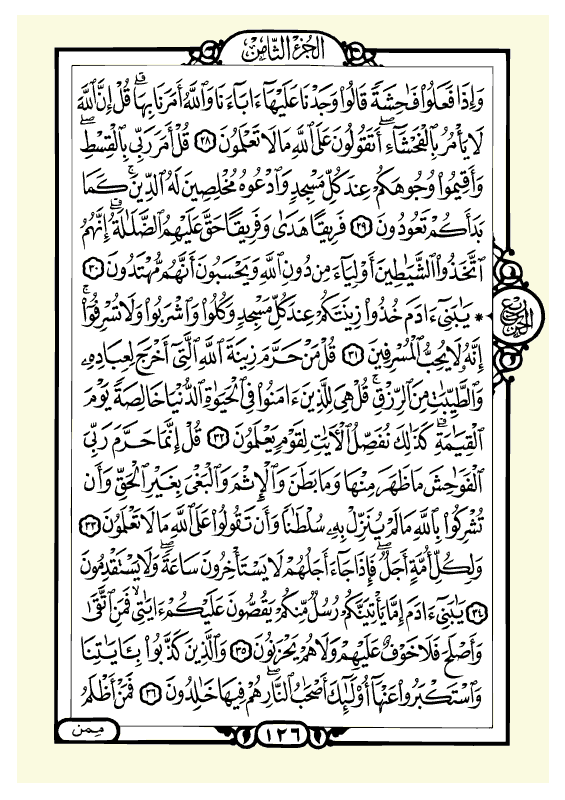 الجزء الثامن
وَإِذَا فَعَلُوا۟ فَـٰحِشَةً قَالُوا۟ وَجَدْنَا عَلَيْهَآ ءَابَآءَنَا وَٱللَّهُ أَمَرَنَا بِهَا ۗ قُلْ إِنَّ ٱللَّهَ
لَا يَأْمُرُ بِٱلْفَحْشَآءِ ۖ أَتَقُولُونَ عَلَى ٱللَّهِ مَا لَا تَعْلَمُونَ ٢٨ قُلْ أَمَرَ رَبِّى بِٱلْقِسْطِ ۖ
وَأَقِيمُوا۟ وُجُوهَكُمْ عِندَ كُلِّ مَسْجِدٍ وَٱدْعُوهُ مُخْلِصِينَ لَهُ ٱلدِّينَ ۚ كَمَا
بَدَأَكُمْ تَعُودُونَ ٢٩ فَرِيقًا هَدَىٰ وَفَرِيقًا حَقَّ عَلَيْهِمُ ٱلضَّلَـٰلَةُ ۗ إِنَّهُمُ
ٱتَّخَذُوا۟ ٱلشَّيَـٰطِينَ أَوْلِيَآءَ مِن دُونِ ٱللَّهِ وَيَحْسَبُونَ أَنَّهُم مُّهْتَدُونَ ٣٠
* يَـٰبَنِىٓ ءَادَمَ خُذُوا۟ زِينَتَكُمْ عِندَ كُلِّ مَسْجِدٍ وَكُلُوا۟ وَٱشْرَبُوا۟ وَلَا تُسْرِفُوٓا۟ ۚ
إِنَّهُۥ لَا يُحِبُّ ٱلْمُسْرِفِينَ ٣١ قُلْ مَنْ حَرَّمَ زِينَةَ ٱللَّهِ ٱلَّتِىٓ أَخْرَجَ لِعِبَادِهِۦ
وَٱلطَّيِّبَـٰتِ مِنَ ٱلرِّزْقِ ۚ قُلْ هِىَ لِلَّذِينَ ءَامَنُوا۟ فِى ٱلْحَيَوٰةِ ٱلدُّنْيَا خَالِصَةً يَوْمَ
ٱلْقِيَـٰمَةِ ۗ كَذَٰلِكَ نُفَصِّلُ ٱلْـَٔايَـٰتِ لِقَوْمٍ يَعْلَمُونَ ٣٢ قُلْ إِنَّمَا حَرَّمَ رَبِّىَ
ٱلْفَوَٰحِشَ مَا ظَهَرَ مِنْهَا وَمَا بَطَنَ وَٱلْإِثْمَ وَٱلْبَغْىَ بِغَيْرِ ٱلْحَقِّ وَأَن
تُشْرِكُوا۟ بِٱللَّهِ مَا لَمْ يُنَزِّلْ بِهِۦ سُلْطَـٰنًا وَأَن تَقُولُوا۟ عَلَى ٱللَّهِ مَا لَا تَعْلَمُونَ ٣٣
وَلِكُلِّ أُمَّةٍ أَجَلٌ ۖ فَإِذَا جَآءَ أَجَلُهُمْ لَا يَسْتَأْخِرُونَ سَاعَةً ۖ وَلَا يَسْتَقْدِمُونَ
٣٤ يَـٰبَنِىٓ ءَادَمَ إِمَّا يَأْتِيَنَّكُمْ رُسُلٌ مِّنكُمْ يَقُصُّونَ عَلَيْكُمْ ءَايَـٰتِى ۙ فَمَنِ ٱتَّقَىٰ
وَأَصْلَحَ فَلَا خَوْفٌ عَلَيْهِمْ وَلَا هُمْ يَحْزَنُونَ ٣٥ وَٱلَّذِينَ كَذَّبُوا۟ بِـَٔايَـٰتِنَا
وَٱسْتَكْبَرُوا۟ عَنْهَآ أُو۟لَـٰٓئِكَ أَصْحَـٰبُ ٱلنَّارِ ۖ هُمْ فِيهَا خَـٰلِدُونَ ٣٦ فَمَنْ أَظْلَمُ
ربع الحزب
ممن
١٢٦